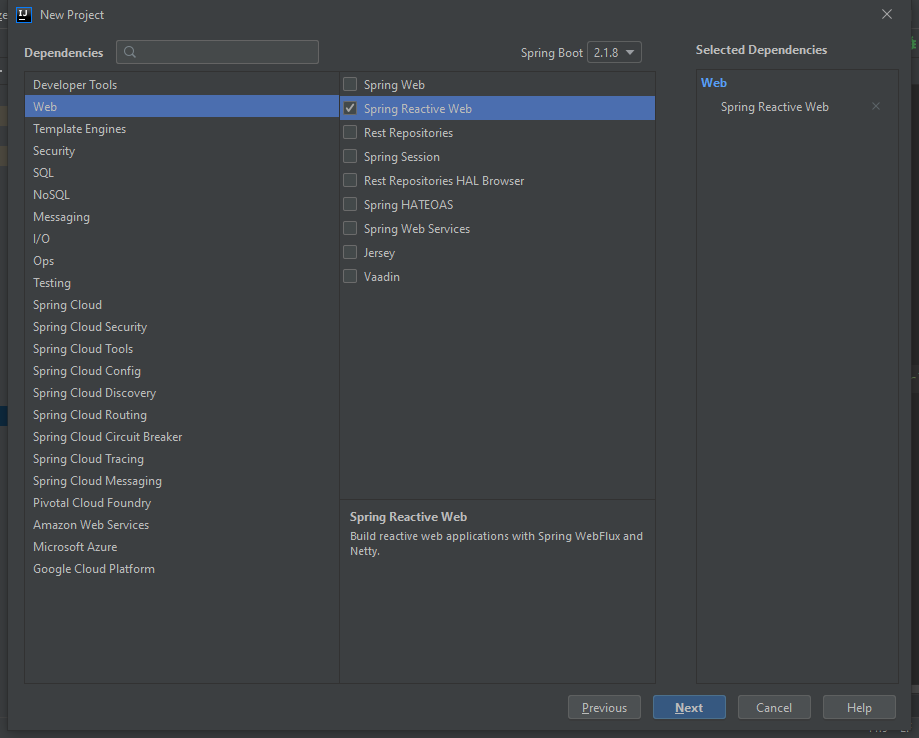 New Project
Dependencies
Spring Boot 2.1.8
Selected Dependencies
Developer Tools
Web
Template Engines
Security
SQL
NoSQL
Messaging
I/O
Ops
Testing
Spring Cloud
Spring Cloud Security
Spring Cloud Tools
Spring Cloud Config
Spring Cloud Discovery
Spring Cloud Routing
Spring Cloud Circuit Breaker
Spring Cloud Tracing
Spring Cloud Messaging
Pivotal Cloud Foundry
Amazon Web Services
Microsoft Azure
Google Cloud Platform
Spring Web
Spring Reactive Web
Rest Repositories
Spring Session
Rest Repositories HAL Browser
Spring HATEOAS
Spring Web Services
Jersey
Vaadin
Spring Reactive Web
Build reactive web applications with Spring WebFlux and
Netty.
Web
Spring Reactive Web
Previous
Next
Cancel
Help